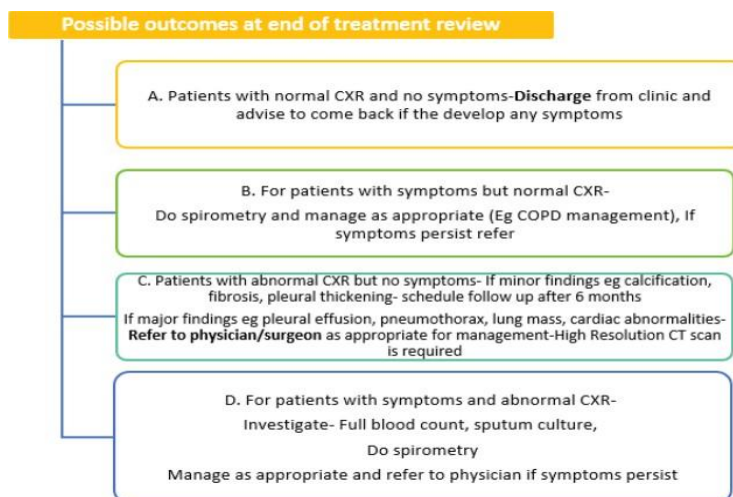 Possible outcomes at end of treatment review
A. Patients with normal CXR and no symptoms-Discharge from clinic and
advise to come back if the develop any symptoms
B. For patients with symptoms but normal CXR-
Do spirometry and manage as appropriate (Eg COPD management), If
symptoms persist refer
C. Patients with abnormal CXR but no symptoms- If minor findings eg calcification,
fibrosis, pleural thickening- schedule follow up after 6 months
If major findings eg pleural effusion, pneumothorax, lung mass, cardiac abnormalities-
Refer to physician/surgeon as appropriate for management-High Resolution CT scan
is required
D. For patients with symptoms and abnormal CXR-
Investigate- Full blood count, sputum culture,
Do spirometry
Manage as appropriate and refer to physician if symptoms persist